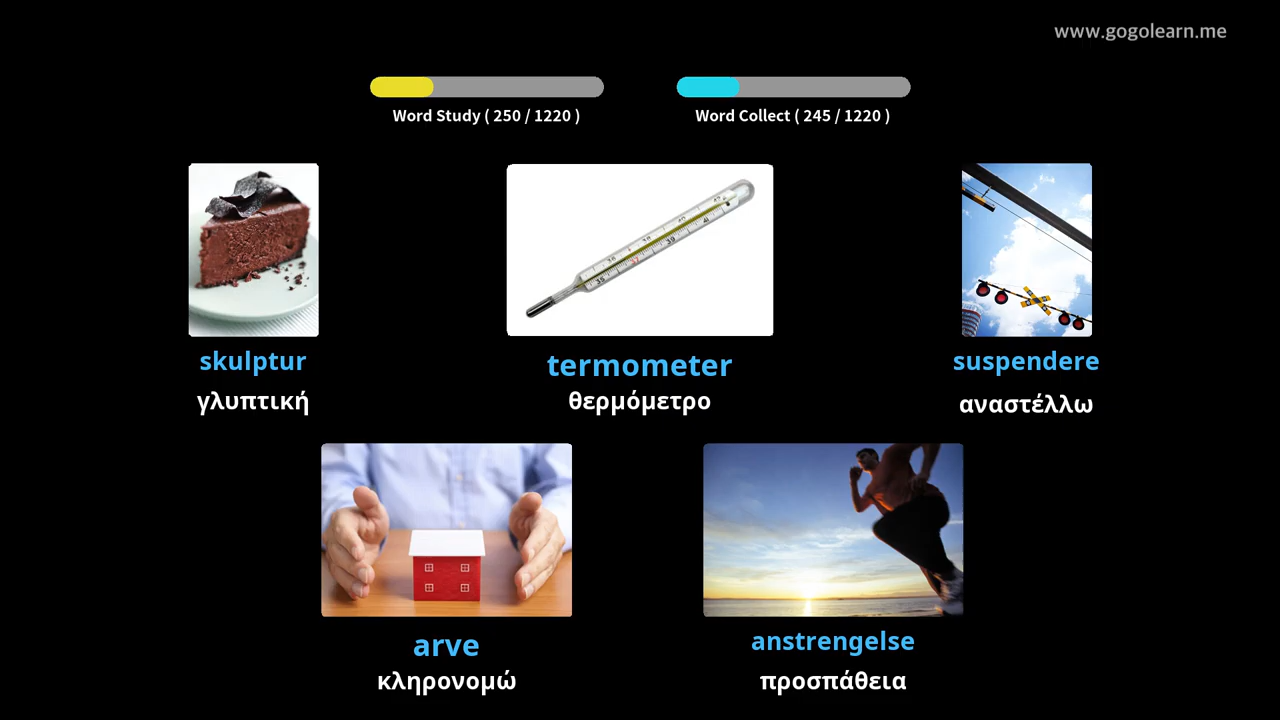 www.gogolearn.me
Word Study ( 250 / 1220 )
Word Collect ( 245 / 1220 )
skulptur
γλυπτική
termometer
θερμόμετρο
suspendere
αναστέλλω
arve
κληρονομώ
anstrengelse
προσπάθεια